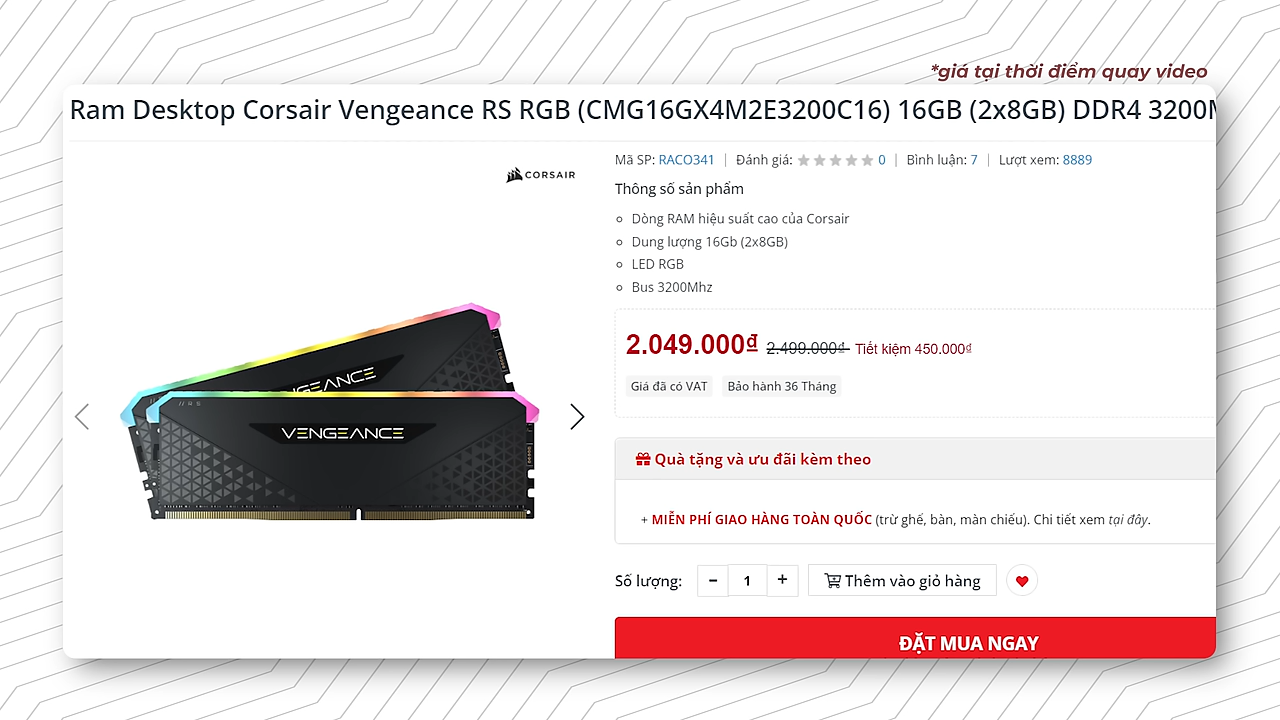 *giá tại thời điểm quay video
Ram Desktop Corsair Vengeance RS RGB (CMG16GX4M2E3200C16) 16GB (2x8GB) DDR4 3200M
CORSAIR
Mã SP: RACO341 | Đánh giá: 0 | Bình luận: 7 | Lượt xem: 8889
Thông số sản phẩm
Dòng RAM hiệu suất cao của Corsair
Dung lượng 16Gb (2x8GB)
LED RGB
Bus 3200Mhz
2.049.000₫ 2.499.000₫ Tiết kiệm 450.000₫
Giá đã có VAT Bảo hành 36 Tháng
VENGEANCE
Quà tặng và ưu đãi kèm theo
+ MIỄN PHÍ GIAO HÀNG TOÀN QUỐC (trừ ghế, bàn, màn chiếu). Chi tiết xem tại đây.
Số lượng: - 1 + Thêm vào giỏ hàng
ĐẶT MUA NGAY